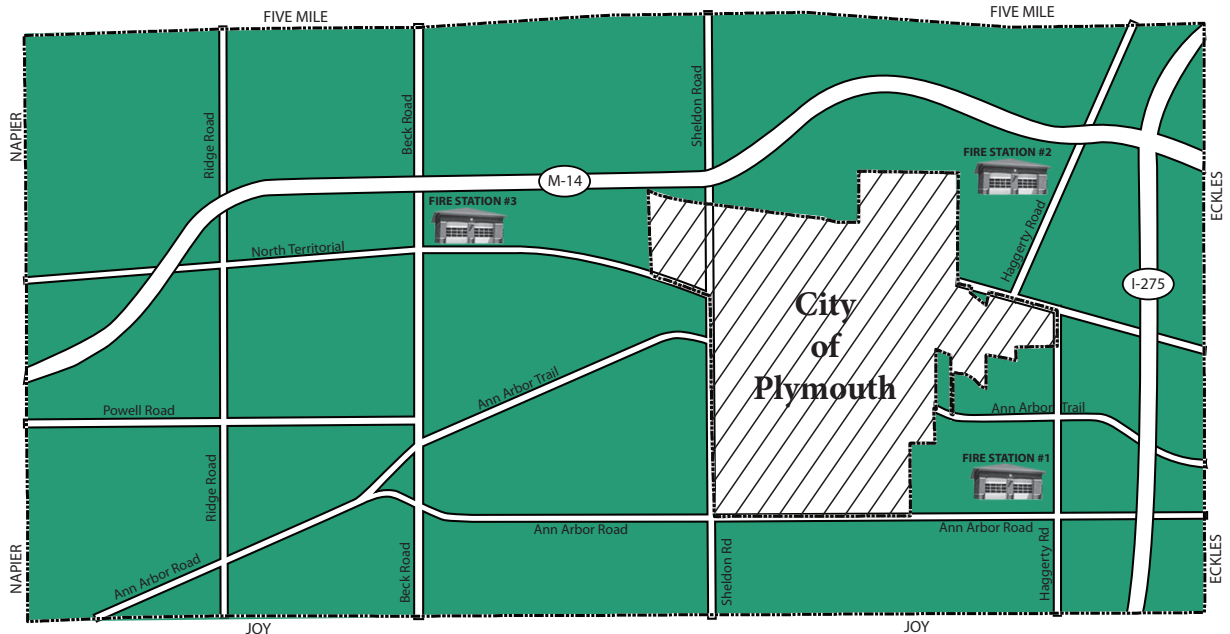 FIVE MILE
FIVE MILE
NAPIER
Ridge Road
Beck Road
Sheldon Road
FIRE STATION #2
M-14
ECKLES
FIRE STATION #3
Haggerty Road
North Territorial
I-275
City
of
Plymouth
Ann Arbor Trail
Powell Road
Ann Arbor Trail
FIRE STATION #1
Ridge Road
Ann Arbor Road
Ann Arbor Road
Ann Arbor Road
NAPIER
Beck Road
Sheldon Rd
Haggerty Rd
ECKLES
JOY
JOY